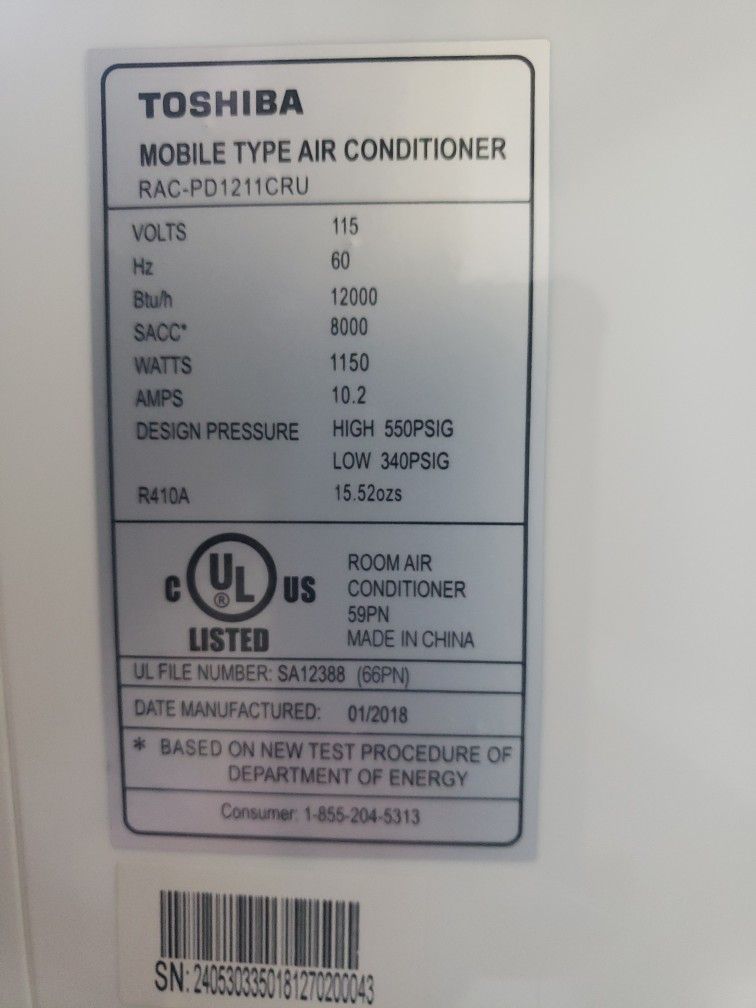 TOSHIBA
MOBILE TYPE AIR CONDITIONER
RAC-PD1211CRU
VOLTS 115
Hz 60
Btu/h 12000
SACC* 8000
WATTS 1150
AMPS 10.2
DESIGN PRESSURE HIGH 550PSIG
LOW 340PSIG
R410A 15.52ozs
C UL® US
LISTED
ROOM AIR
CONDITIONER
59PN
MADE IN CHINA
UL FILE NUMBER: SA12388 (66PN)
DATE MANUFACTURED: 01/2018
* BASED ON NEW TEST PROCEDURE OF
DEPARTMENT OF ENERGY
Consumer: 1-855-204-5313
SN: 2405303350181270200043